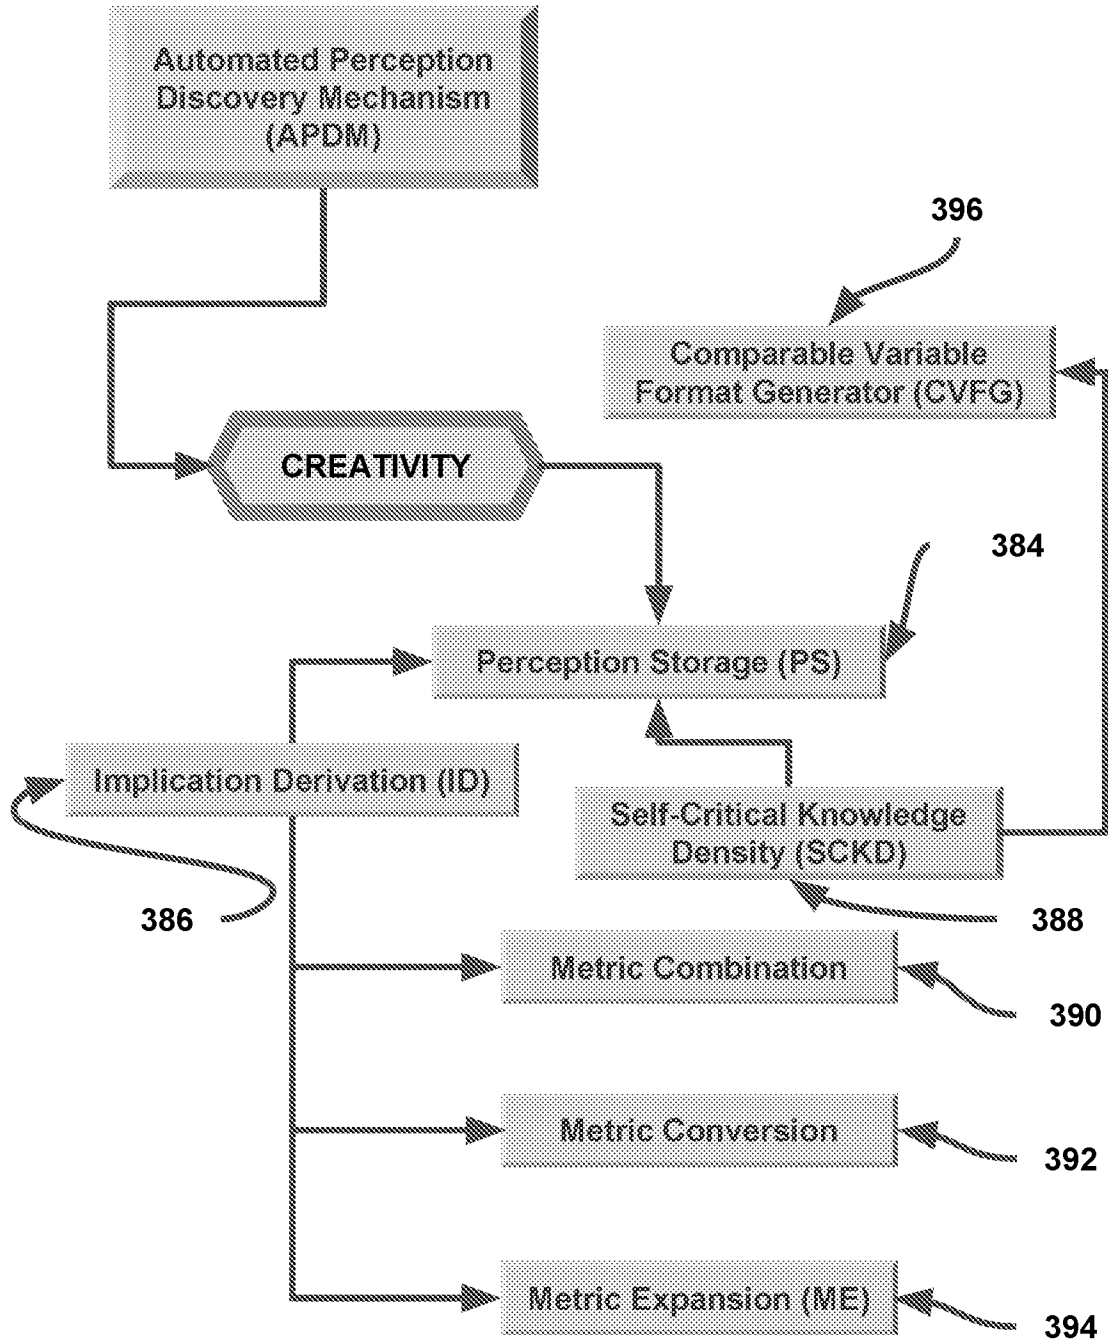 Automated Perception
Discovery Mechanism
(APDM)
396
Comparable Variable
Format Generator (CVFG)
CREATIVITY
384
Perception Storage (PS)
Implication Derivation (ID)
Self-Critical Knowledge
Density (SCKD)
386
388
Metric Combination
390
Metric Conversion
392
Metric Expansion (ME)
394